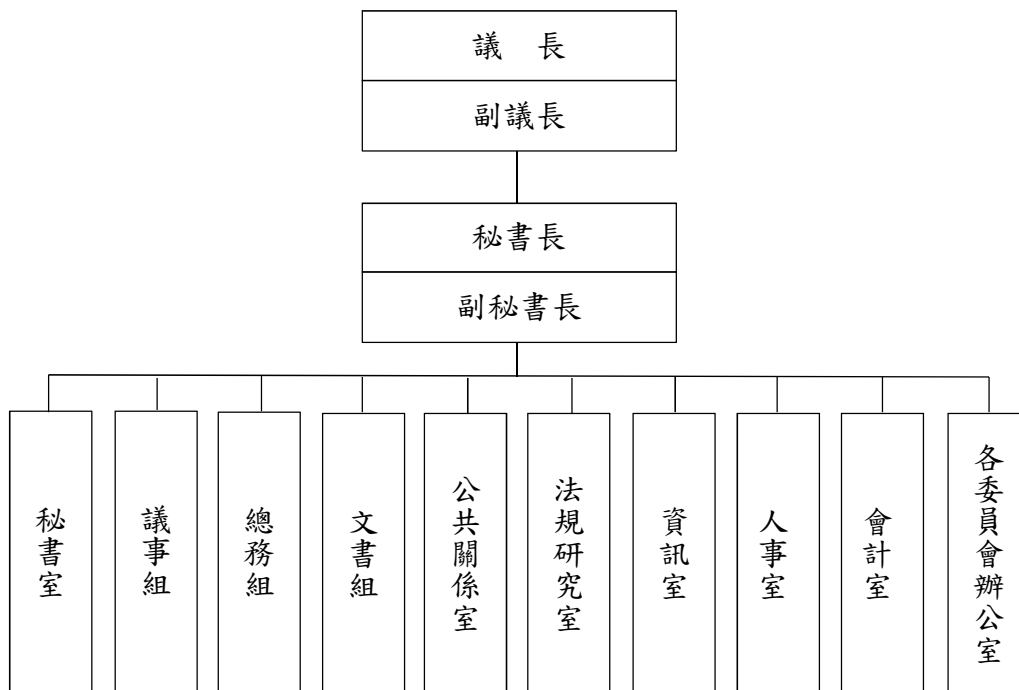 議　長
副議長
秘書長
副秘書長
秘書室
議事組
總務組
文書組
公共關係室
法規研究室
資訊室
人事室
會計室
各委員會辦公室